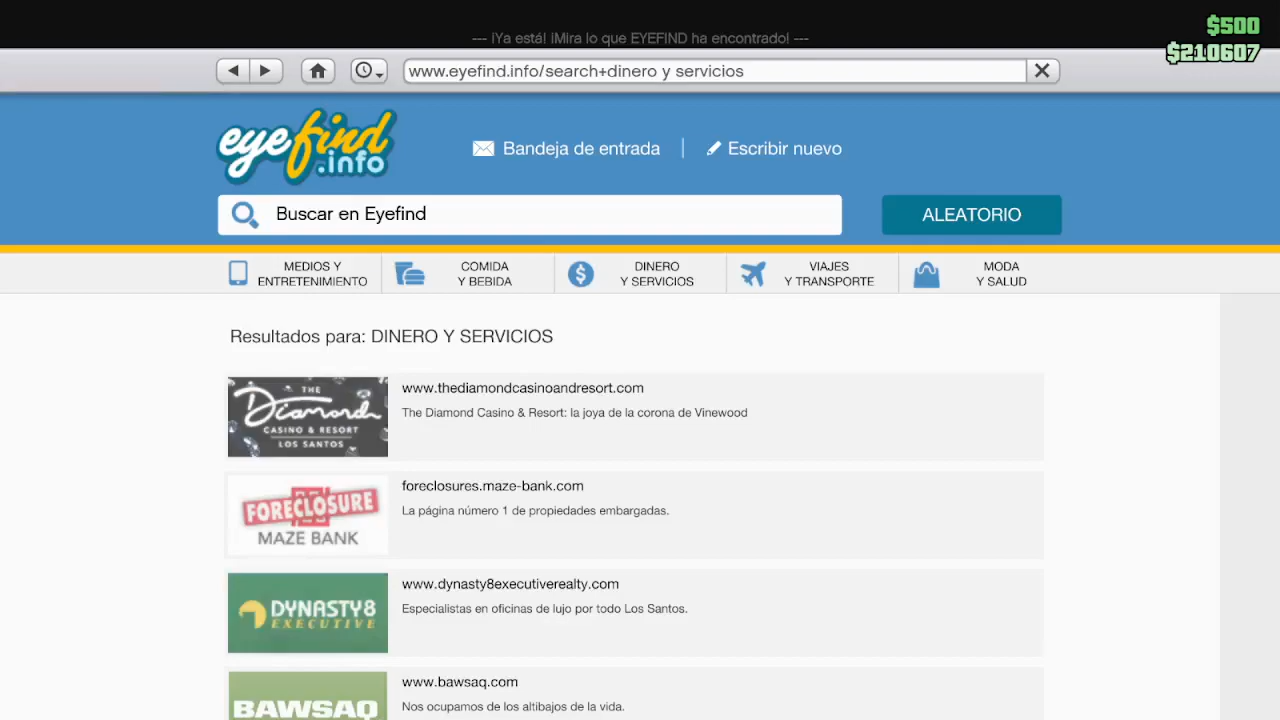 $500
--- ¡Ya está! ¡Mira lo que EYEFIND ha encontrado! ---
$210607
www.eyefind.info/search+dinero y servicios
eyefind
.info
Bandeja de entrada
Escribir nuevo
Buscar en Eyefind
ALEATORIO
MEDIOS Y
ENTRETENIMIENTO
COMIDA
Y BEBIDA
DINERO
Y SERVICIOS
VIAJES
Y TRANSPORTE
MODA
Y SALUD
Resultados para: DINERO Y SERVICIOS
THE
Diamond
CASINO & RESORT
LOS SANTOS
www.thediamondcasinoandresort.com
The Diamond Casino & Resort: la joya de la corona de Vinewood
FORECLOSURE
MAZE BANK
foreclosures.maze-bank.com
La página número 1 de propiedades embargadas.
DYNASTY8
EXECUTIVE
www.dynasty8executiverealty.com
Especialistas en oficinas de lujo por todo Los Santos.
BAWSAQ
www.bawsaq.com
Nos ocupamos de los altibajos de la vida.